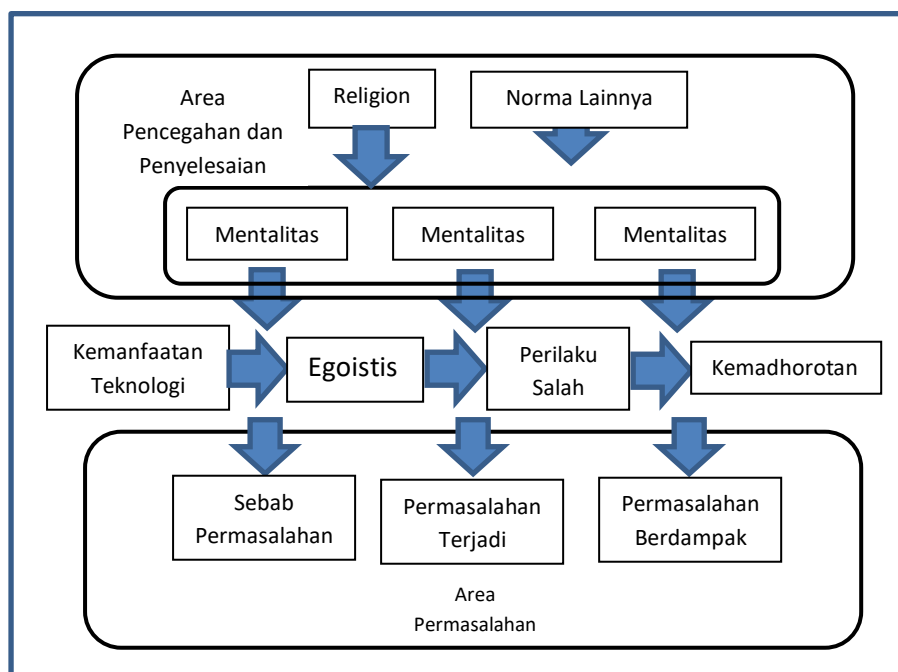 Area
Pencegahan dan
Penyelesaian
Religion
Norma Lainnya
Mentalitas
Mentalitas
Mentalitas
Kemanfaatan
Teknologi
Egoistis
Perilaku
Salah
Kemadhorotan
Sebab
Permasalahan
Permasalahan
Terjadi
Permasalahan
Berdampak
Area
Permasalahan